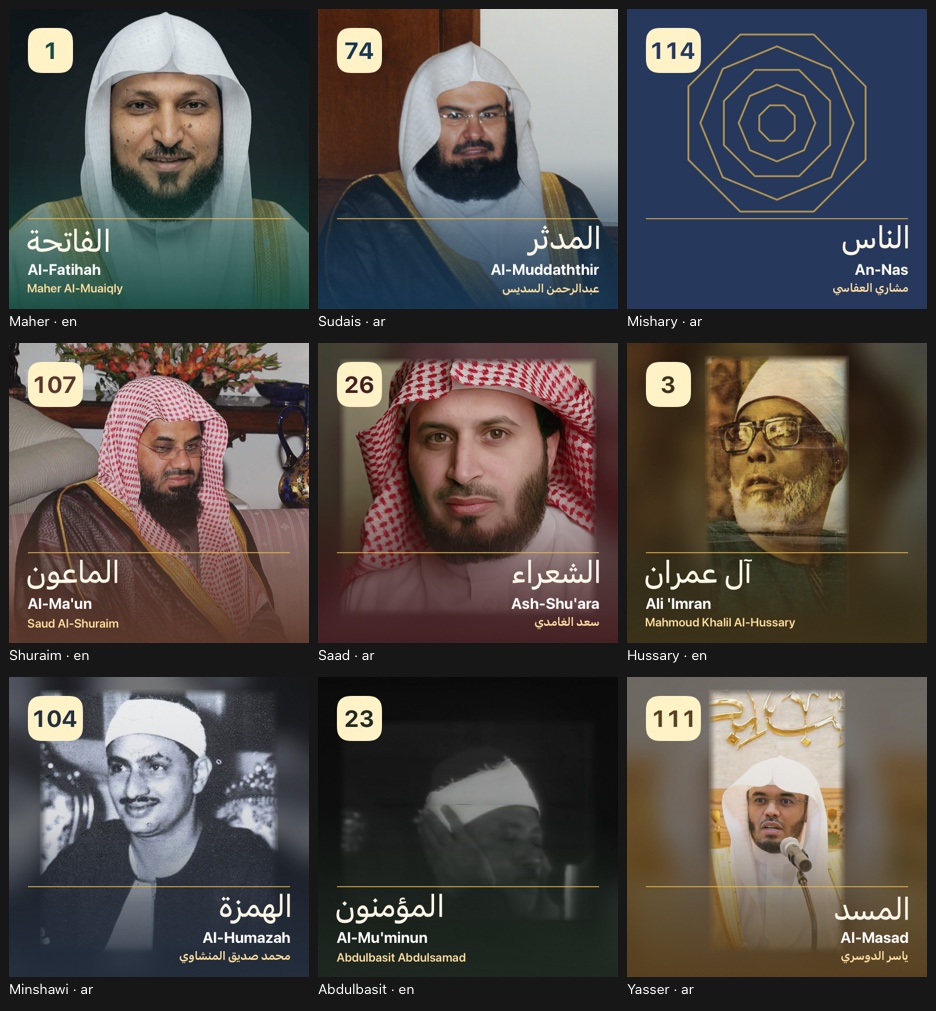 1
الفاتحة
Al-Fatihah
Maher Al-Muaiqly
Maher · en
74
المدثر
Al-Muddaththir
عبدالرحمن السديس
Sudais · ar
114
الناس
An-Nas
مشاري العفاسي
Mishary · ar
107
الماعون
Al-Ma'un
Saud Al-Shuraim
Shuraim · en
26
الشعراء
Ash-Shu'ara
سعد الغامدي
Saad · ar
3
آل عمران
Ali 'Imran
Mahmoud Khalil Al-Hussary
Hussary · en
104
الهمزة
Al-Humazah
محمد صديق المنشاوي
Minshawi · ar
23
المؤمنون
Al-Mu'minun
Abdulbasit Abdulsamad
Abdulbasit · en
111
المسد
Al-Masad
ياسر الدوسري
Yasser · ar